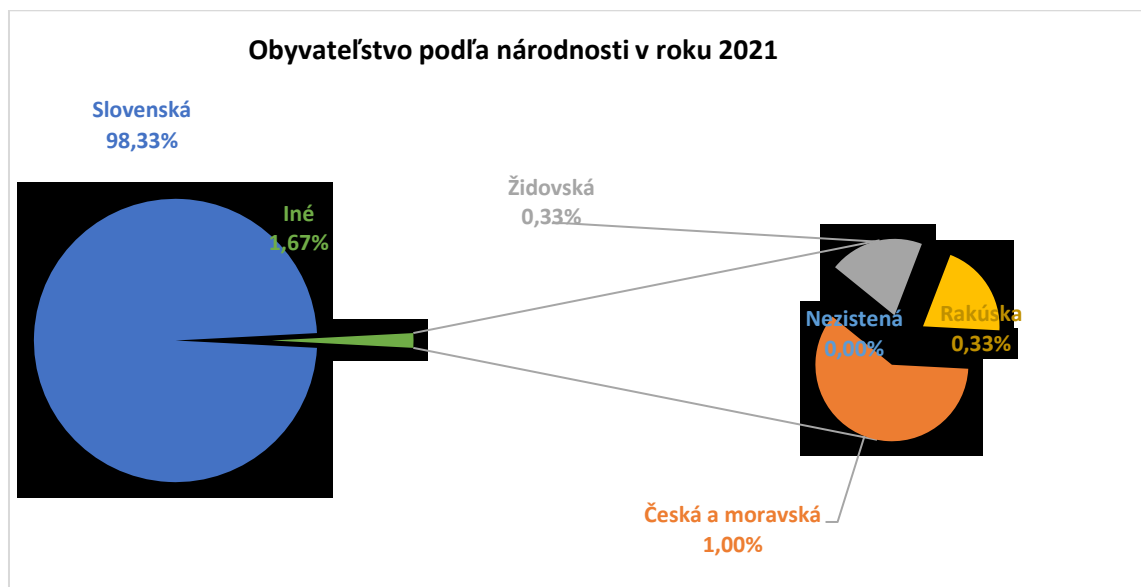 Obyvateľstvo podľa národnosti v roku 2021
Slovenská
98,33%
Iné
1,67%
Židovská
0,33%
Nezistená
0,00%
Rakúska
0,33%
Česká a moravská
1,00%